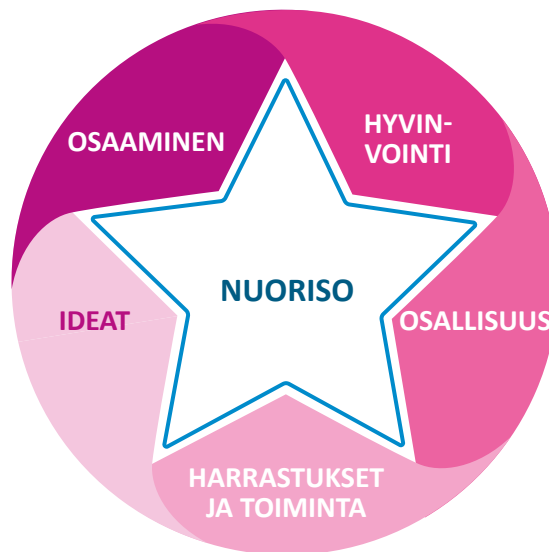 OSAAMINEN
HYVIN-
VOINTI
NUORISO
IDEAT
OSALLISUUS
HARRASTUKSET
JA TOIMINTA